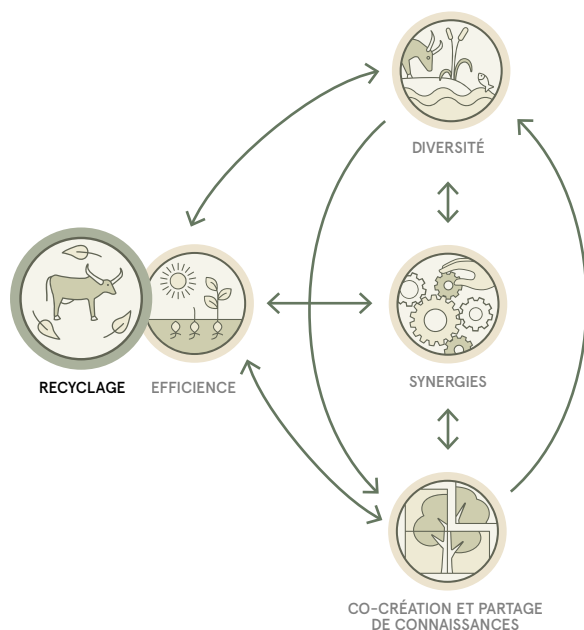 DIVERSITÉ
RECYCLAGE
EFFICIENCE
SYNERGIES
CO-CRÉATION ET PARTAGE
DE CONNAISSANCES